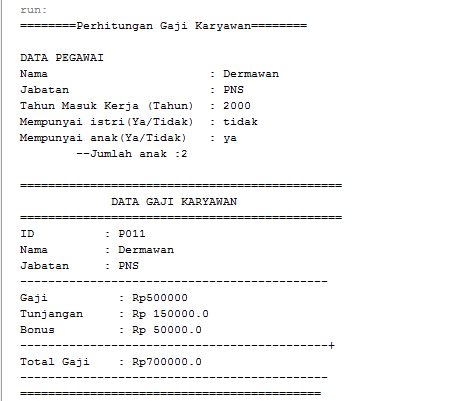 run:
========Perhitungan Gaji Karyawan========
DATA PEGAWAI
Nama : Dermawan
Jabatan : PNS
Tahun Masuk Kerja (Tahun) : 2000
Mempunyai istri(Ya/Tidak) : tidak
Mempunyai anak(Ya/Tidak) : ya
--Jumlah anak :2
==============================================
DATA GAJI KARYAWAN
==============================================
ID : P011
Nama : Dermawan
Jabatan : PNS
--------------------------------------------
Gaji : Rp500000
Tunjangan : Rp 150000.0
Bonus : Rp 50000.0
--------------------------------------------+
Total Gaji : Rp700000.0
--------------------------------------------
===========================================